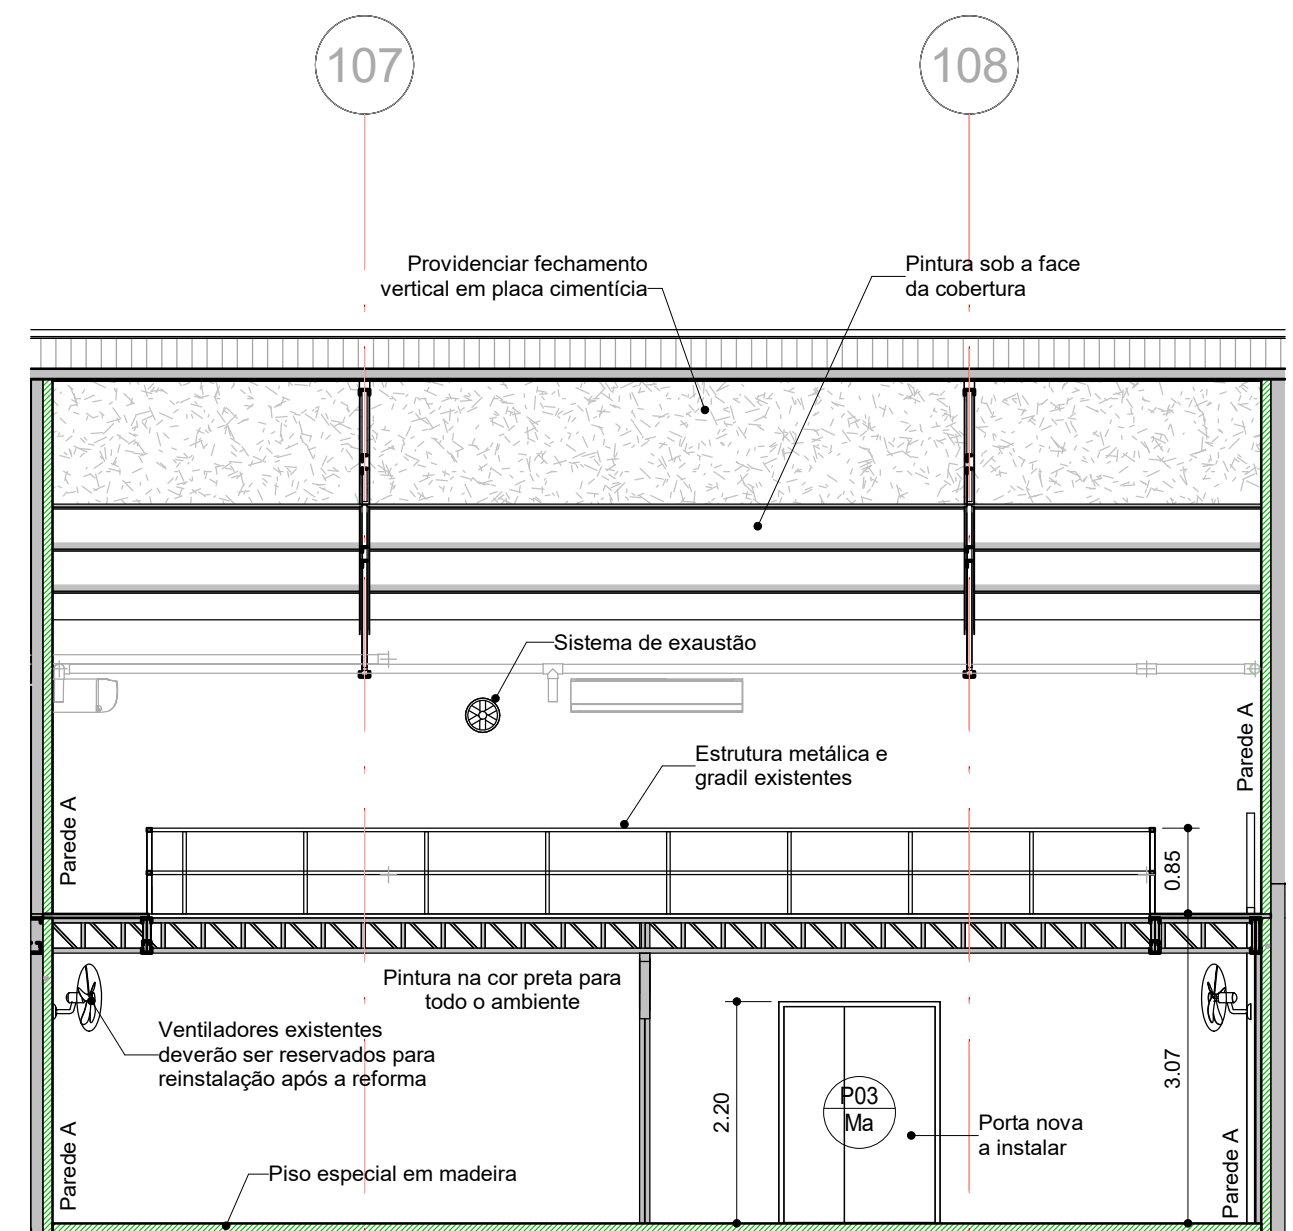 107
108
Providenciar fechamento
vertical em placa cimentícia
Pintura sob a face
da cobertura
Sistema de exaustão
Estrutura metálica e
gradil existentes
Parede A
Parede A
0.85
Pintura na cor preta para
todo o ambiente
Ventiladores existentes
deverão ser reservados para
reinstalação após a reforma
2.20
P03
Ma
3.07
Porta nova
a instalar
Parede A
Piso especial em madeira
Parede A